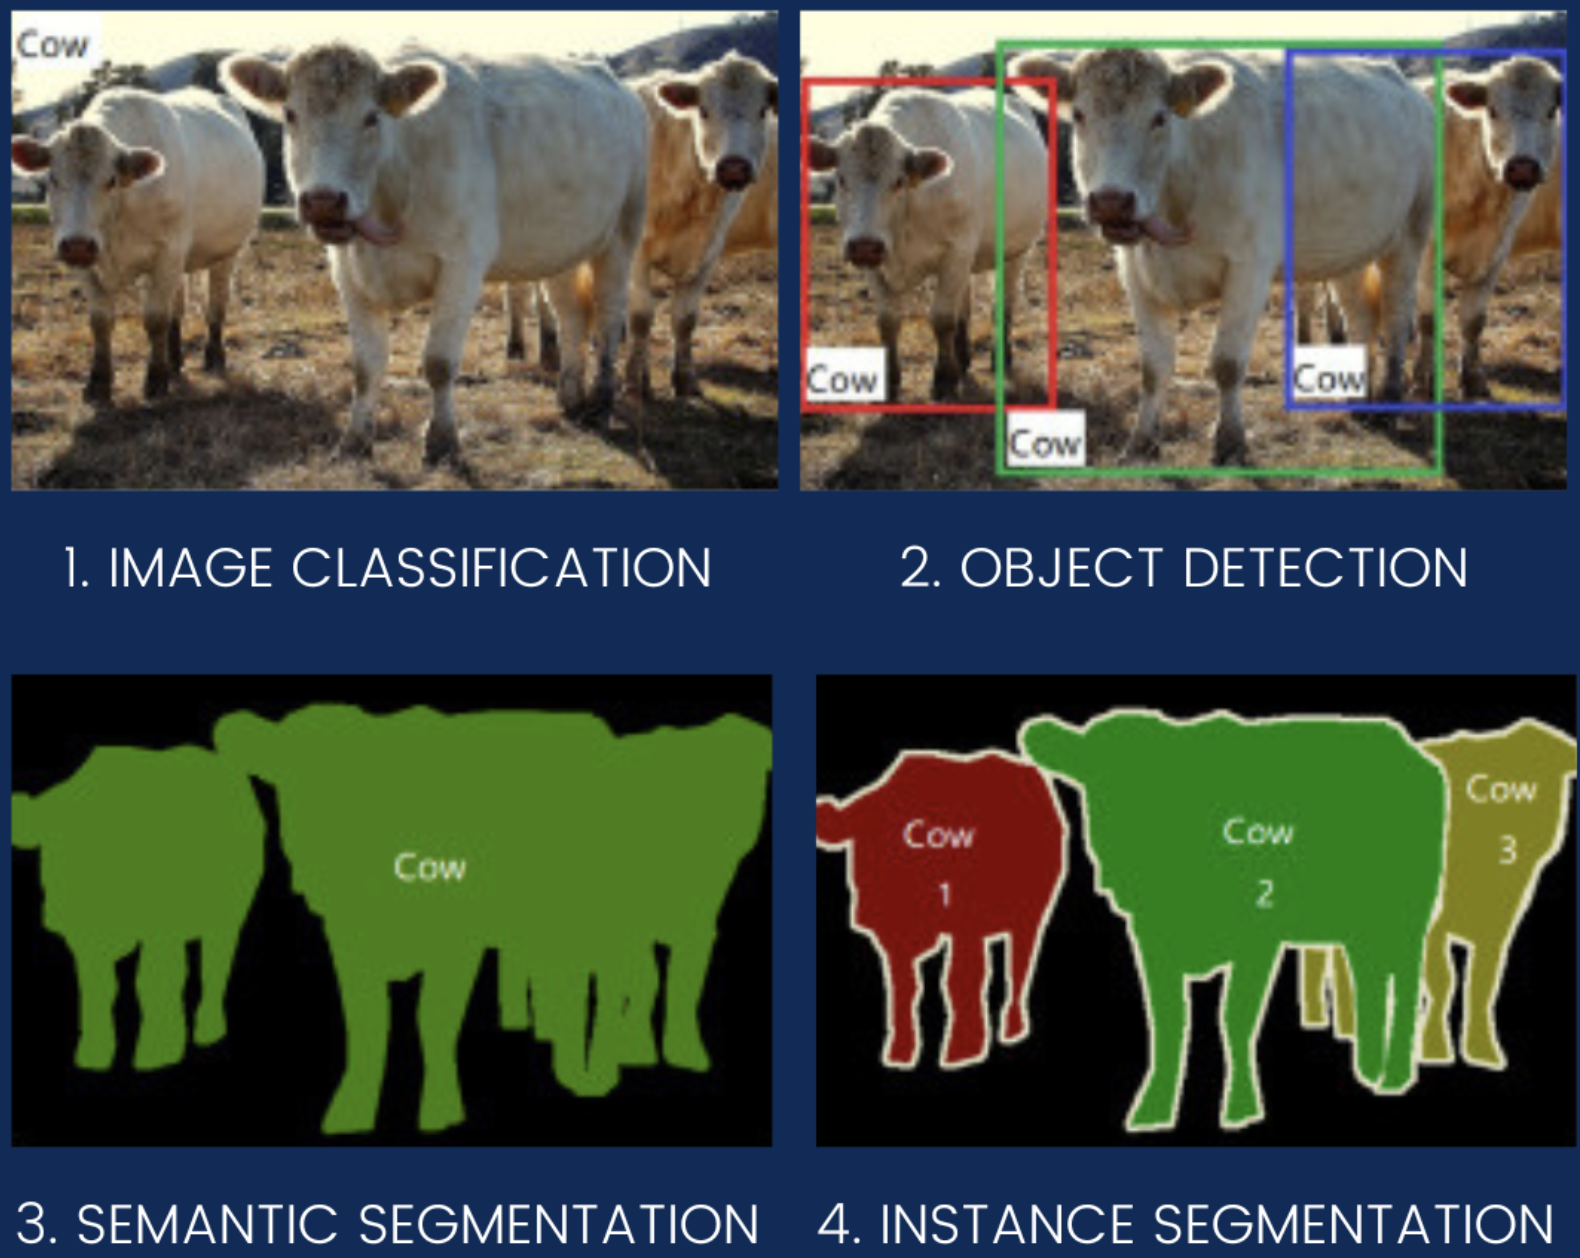 Cow
Cow
Cow
Cow
1. IMAGE CLASSIFICATION
2. OBJECT DETECTION
Cow
Cow
1
Cow
2
Cow
3
3. SEMANTIC SEGMENTATION
4. INSTANCE SEGMENTATION